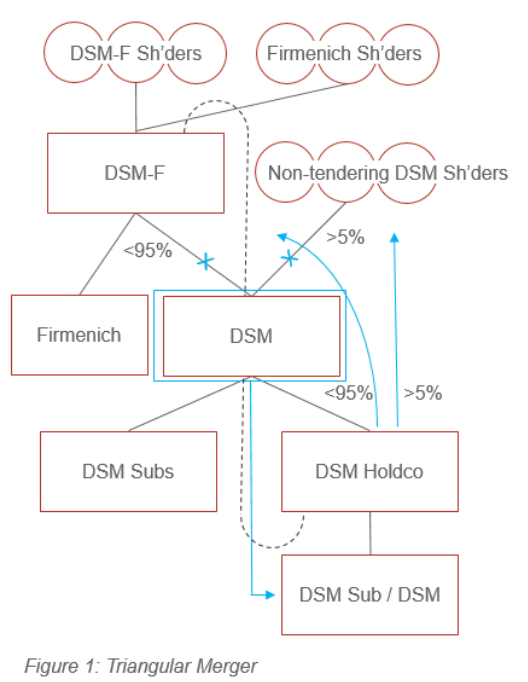 DSM-F Sh'ders
Firmenich Sh'ders
DSM-F
Non-tendering DSM Sh'ders
<95%
>5%
Firmenich
DSM
<95%
>5%
DSM Subs
DSM Holdco
DSM Sub / DSM
Figure 1: Triangular Merger